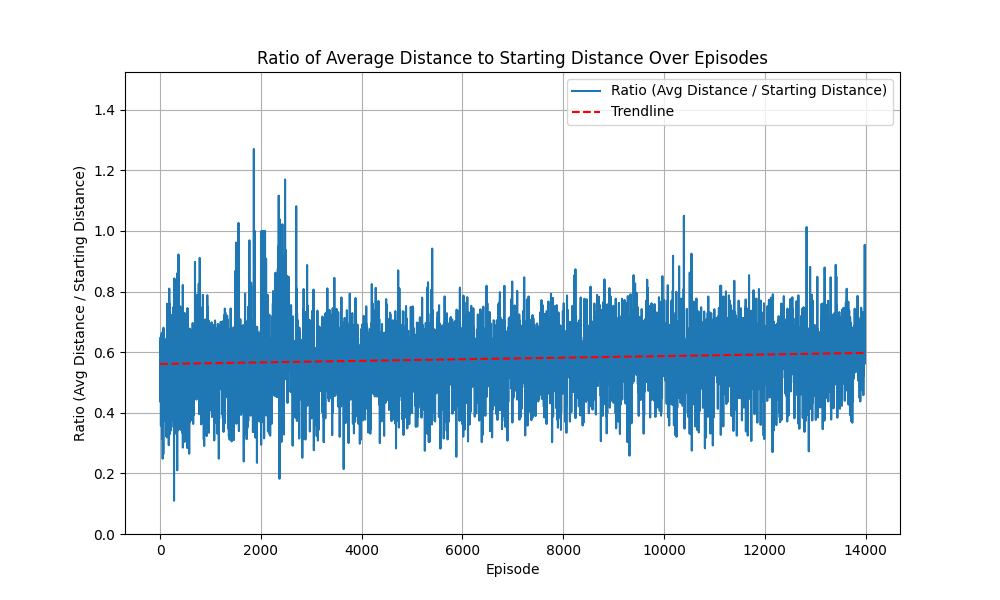 Ratio of Average Distance to Starting Distance Over Episodes
Ratio (Avg Distance / Starting Distance)
Trendline
Ratio (Avg Distance / Starting Distance)
1.4
1.2
1.0
0.8
0.6
0.4
0.2
0.0
0 2000 4000 6000 8000 10000 12000 14000
Episode